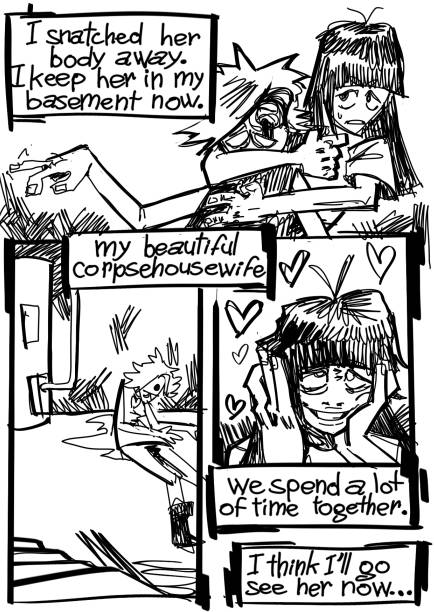 I snatched her
body away.
I keep her in my
basement now.
my beautiful
corpsehousewife
we spend a lot
of time together.
I think I'll go
see her now...